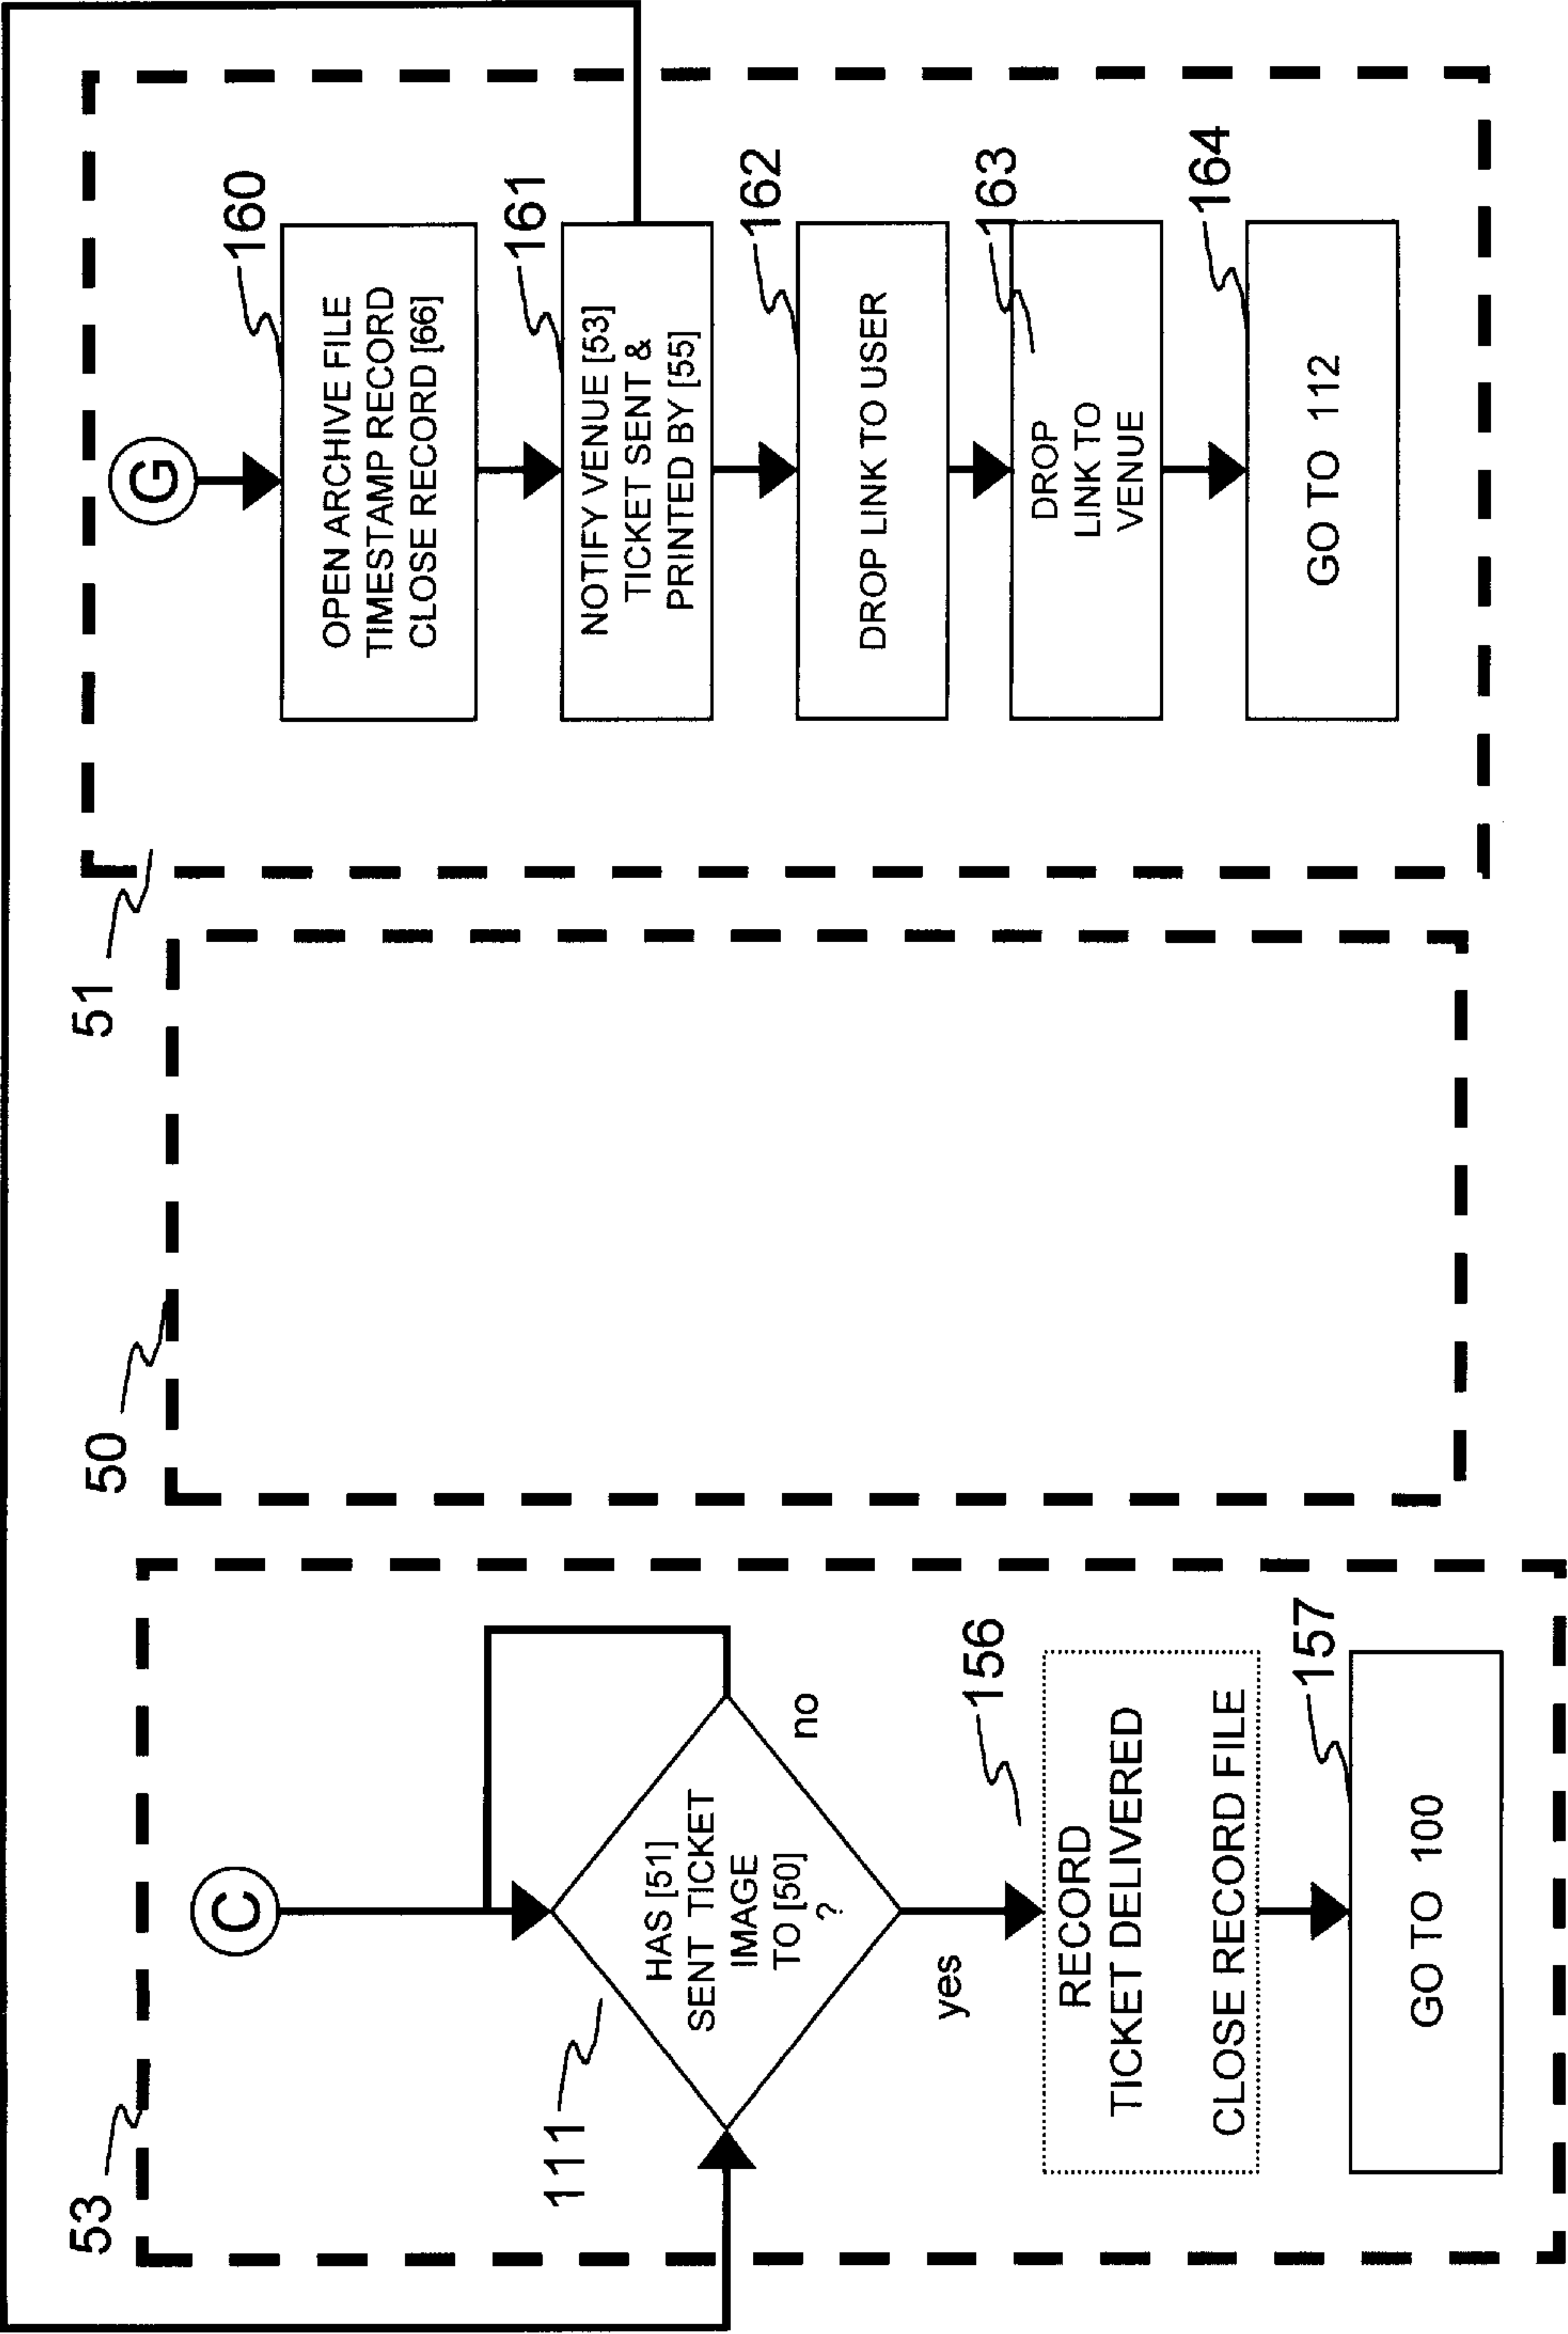 53
C
111
HAS [51]
SENT TICKET
IMAGE
TO [50]
?
no
yes
156
RECORD
TICKET DELIVERED
CLOSE RECORD FILE
157
GO TO 100
50
51
G
160
OPEN ARCHIVE FILE
TIMESTAMP RECORD
CLOSE RECORD [66]
161
NOTIFY VENUE [53]
TICKET SENT &
PRINTED BY [55]
162
DROP LINK TO USER
163
DROP
LINK TO
VENUE
164
GO TO 112